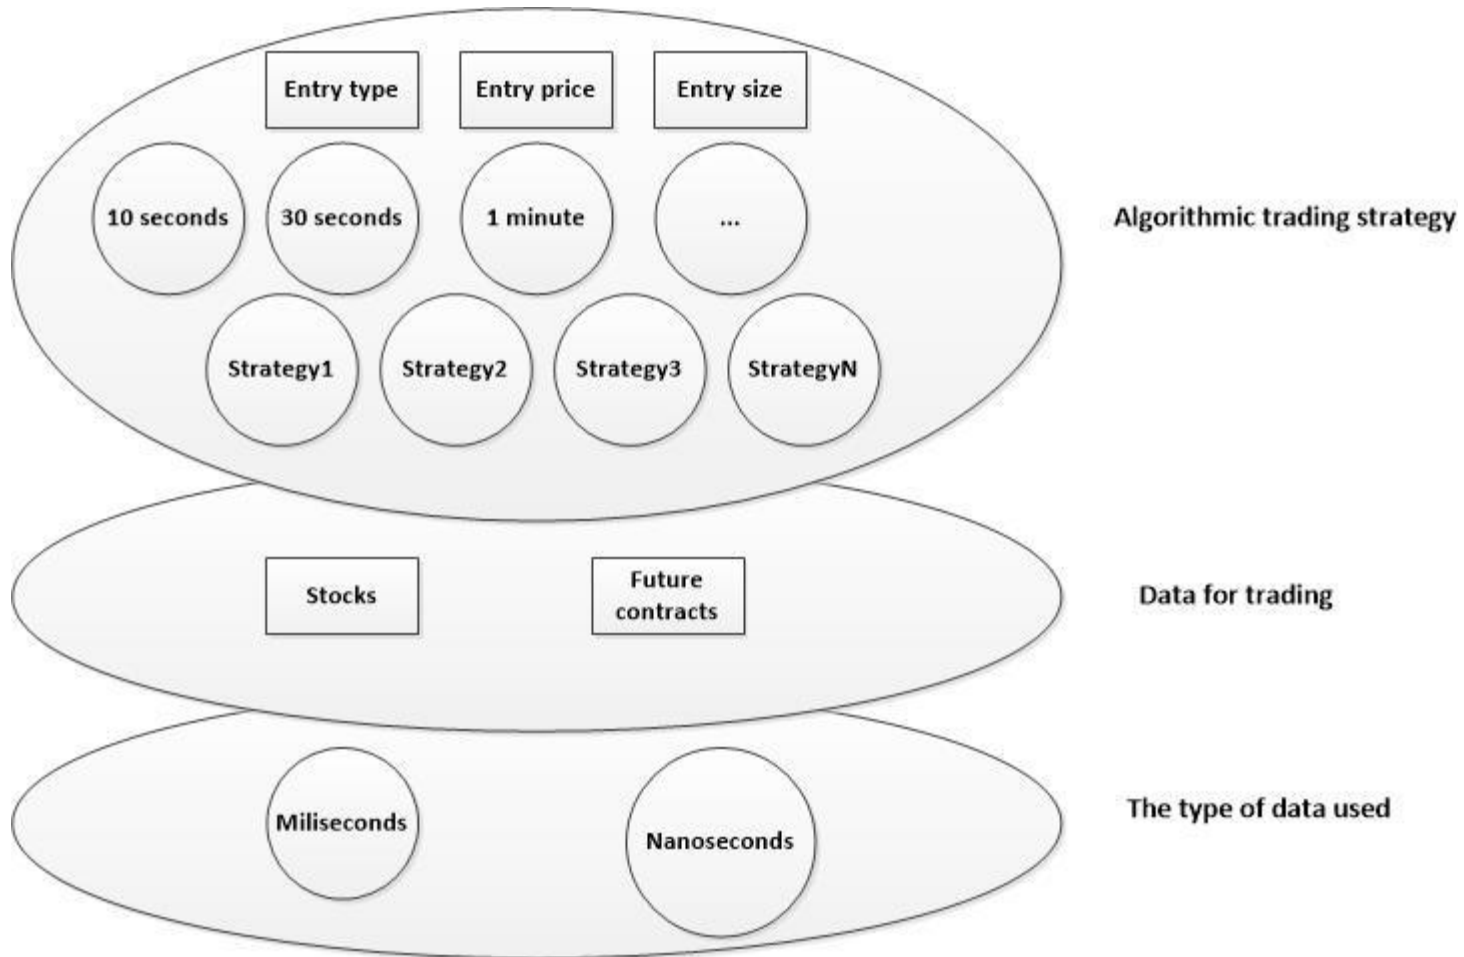 Entry type
Entry price
Entry size
10 seconds
30 seconds
1 minute
...
Algorithmic trading strategy
Strategy1
Strategy2
Strategy3
StrategyN
Stocks
Future
contracts
Data for trading
Miliseconds
Nanoseconds
The type of data used